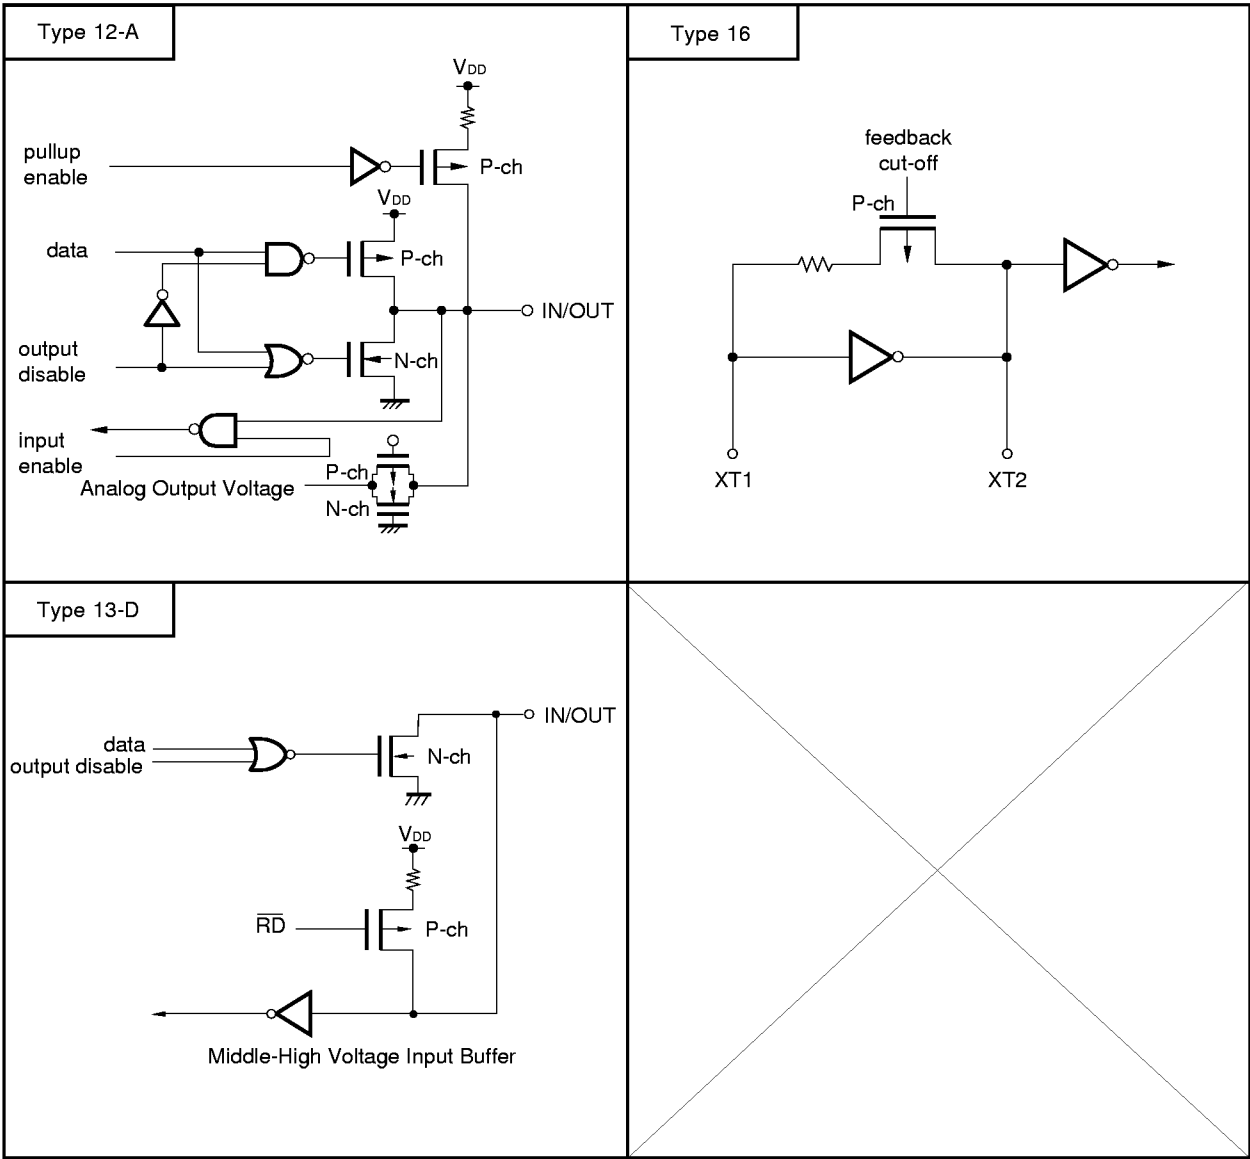 Type 12-A
VDD
pullup
enable
P-ch
VDD
data
P-ch
IN/OUT
output
disable
N-ch
input
enable
P-ch
Analog Output Voltage
N-ch
Type 16
feedback
cut-off
P-ch
XT1
XT2
Type 13-D
IN/OUT
data
output disable
N-ch
VDD
R̅D̅
P-ch
Middle-High Voltage Input Buffer